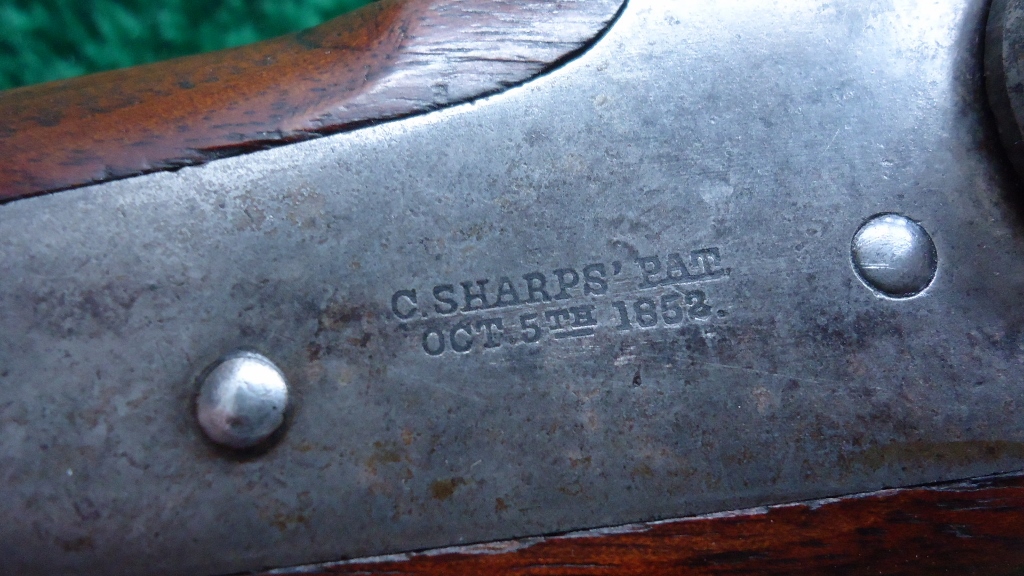 C. SHARPS' PAT.
OCT. 5TH 1852.